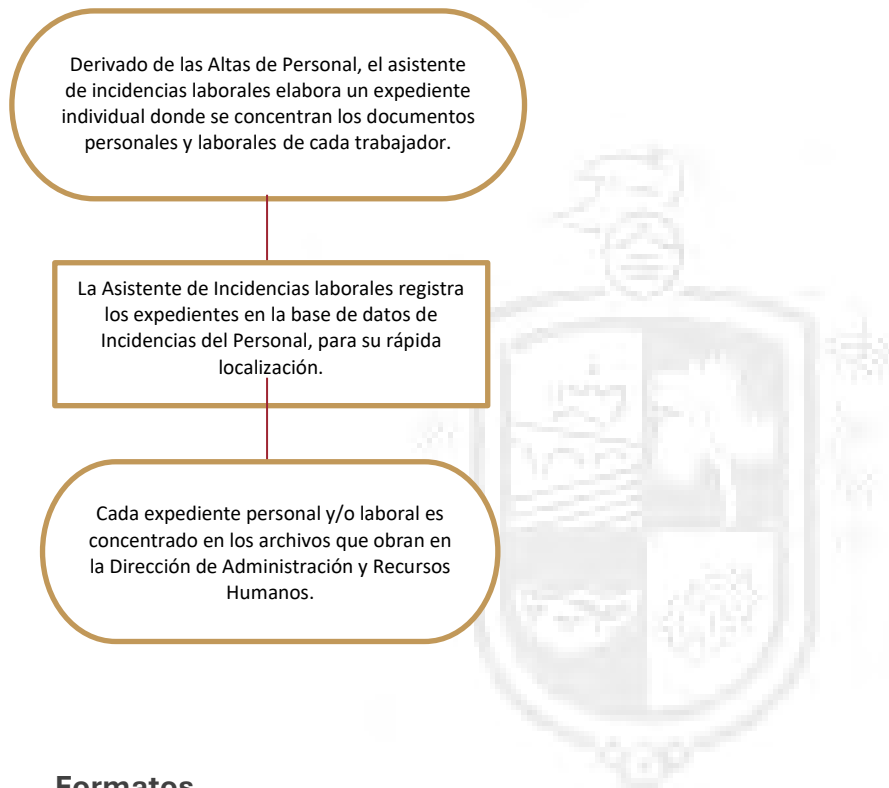 Derivado de las Altas de Personal, el asistente
de incidencias laborales elabora un expediente
individual donde se concentran los documentos
personales y laborales de cada trabajador.
La Asistente de Incidencias laborales registra
los expedientes en la base de datos de
Incidencias del Personal, para su rápida
localización.
Cada expediente personal y/o laboral es
concentrado en los archivos que obran en
la Dirección de Administración y Recursos
Humanos.
Formatos